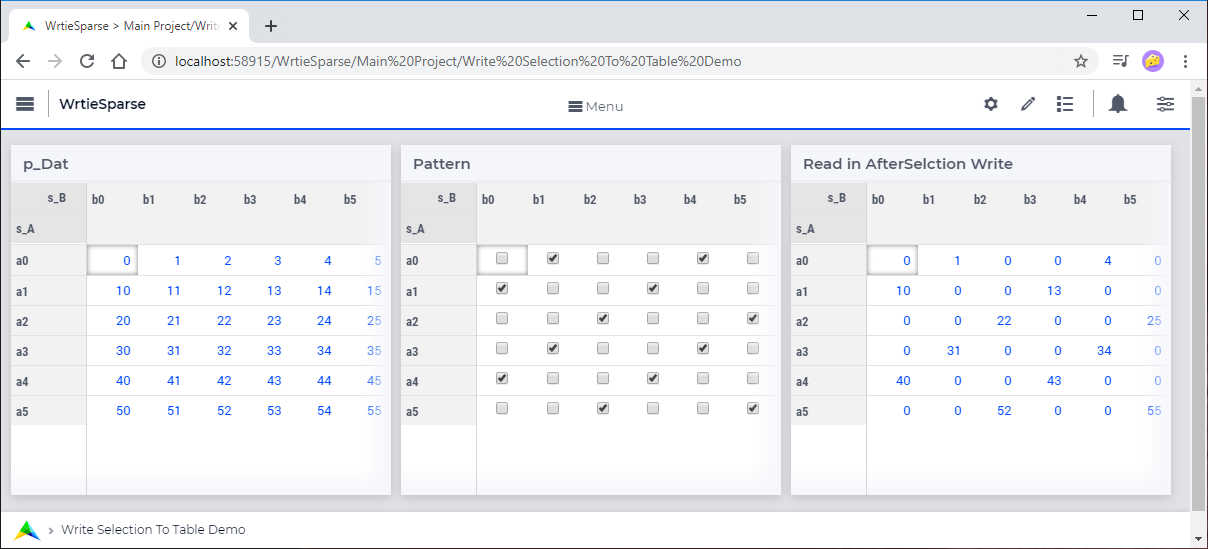 WrtieSparse > Main Project/Write
localhost:58915/WrtieSparse/Main%20Project/Write%20Selection%20To%20Table%20Demo
WrtieSparse
Menu
p_Dat
s_B b0 b1 b2 b3 b4 b5
s_A
a0 0 1 2 3 4 5
a1 10 11 12 13 14 15
a2 20 21 22 23 24 25
a3 30 31 32 33 34 35
a4 40 41 42 43 44 45
a5 50 51 52 53 54 55
Pattern
s_B b0 b1 b2 b3 b4 b5
s_A
a0
a1
a2
a3
a4
a5
Read in AfterSelction Write
s_B b0 b1 b2 b3 b4 b5
s_A
a0 0 1 0 0 4 0
a1 10 0 0 13 0 0
a2 0 0 22 0 0 25
a3 0 31 0 0 34 0
a4 40 0 0 43 0 0
a5 0 0 52 0 0 55
Write Selection To Table Demo